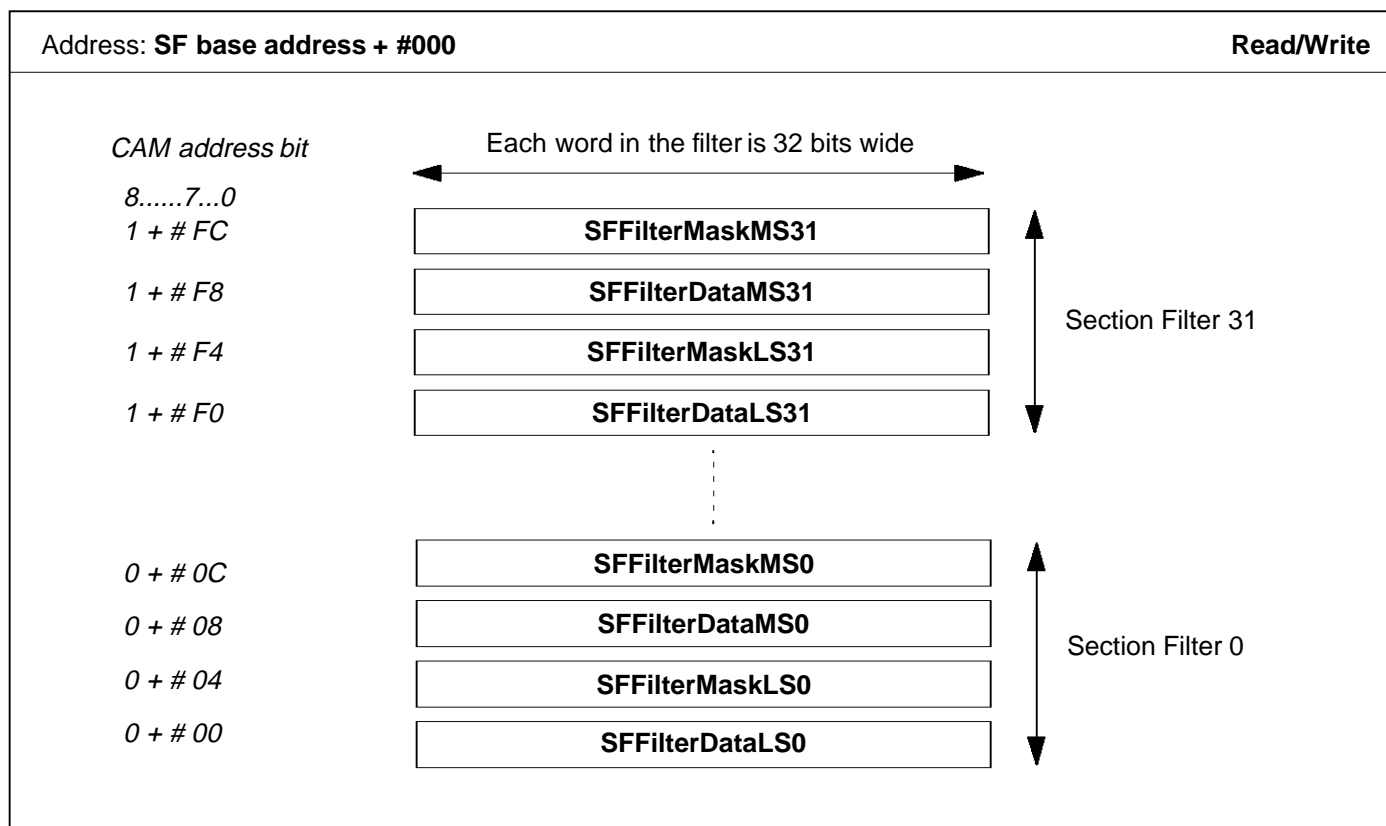 Address: SF base address + #000 Read/Write
CAM address bit
Each word in the filter is 32 bits wide
8......7...0
1 + # FC SFFilterMaskMS31
1 + # F8 SFFilterDataMS31
Section Filter 31
1 + # F4 SFFilterMaskLS31
1 + # F0 SFFilterDataLS31
0 + # 0C SFFilterMaskMS0
0 + # 08 SFFilterDataMS0
Section Filter 0
0 + # 04 SFFilterMaskLS0
0 + # 00 SFFilterDataLS0